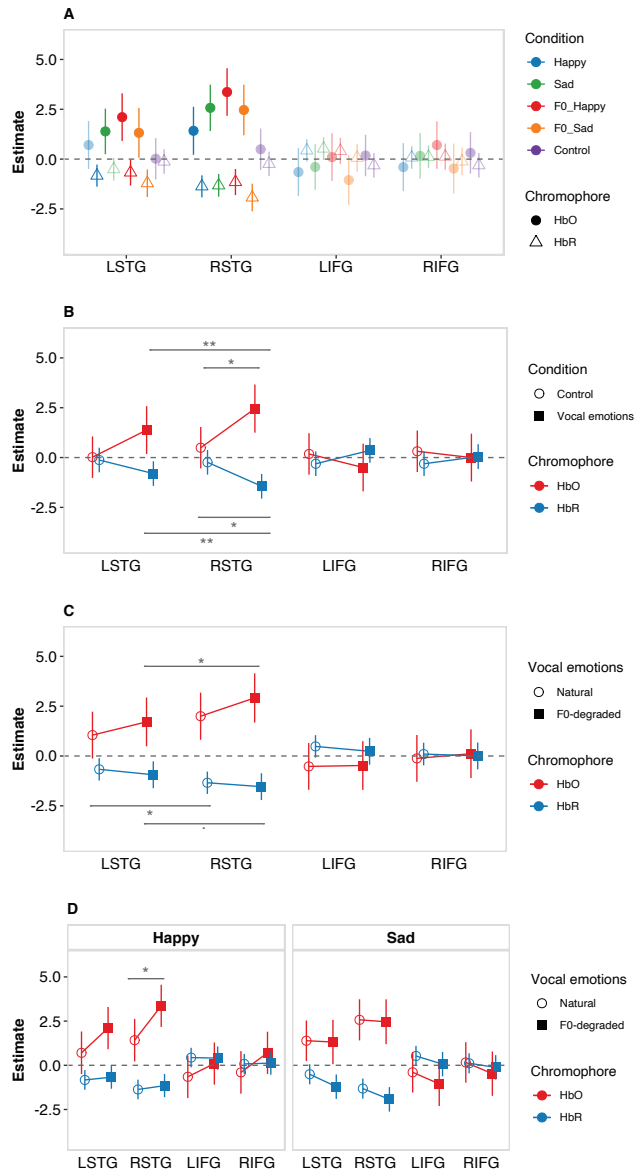 A
Condition
Happy
Sad
F0_Happy
F0_Sad
Control
Chromophore
HbO
HbR
Estimate
5.0
2.5
0.0
-2.5
LSTG RSTG LIFG RIFG
B
Condition
Control
Vocal emotions
Chromophore
HbO
HbR
Estimate
5.0
2.5
0.0
-2.5
**
*
*
**
LSTG RSTG LIFG RIFG
C
Vocal emotions
Natural
F0-degraded
Chromophore
HbO
HbR
Estimate
5.0
2.5
0.0
-2.5
*
*
.
LSTG RSTG LIFG RIFG
D
Happy Sad
Vocal emotions
Natural
F0-degraded
Chromophore
HbO
HbR
Estimate
5.0
2.5
0.0
-2.5
*
LSTG RSTG LIFG RIFG LSTG RSTG LIFG RIFG